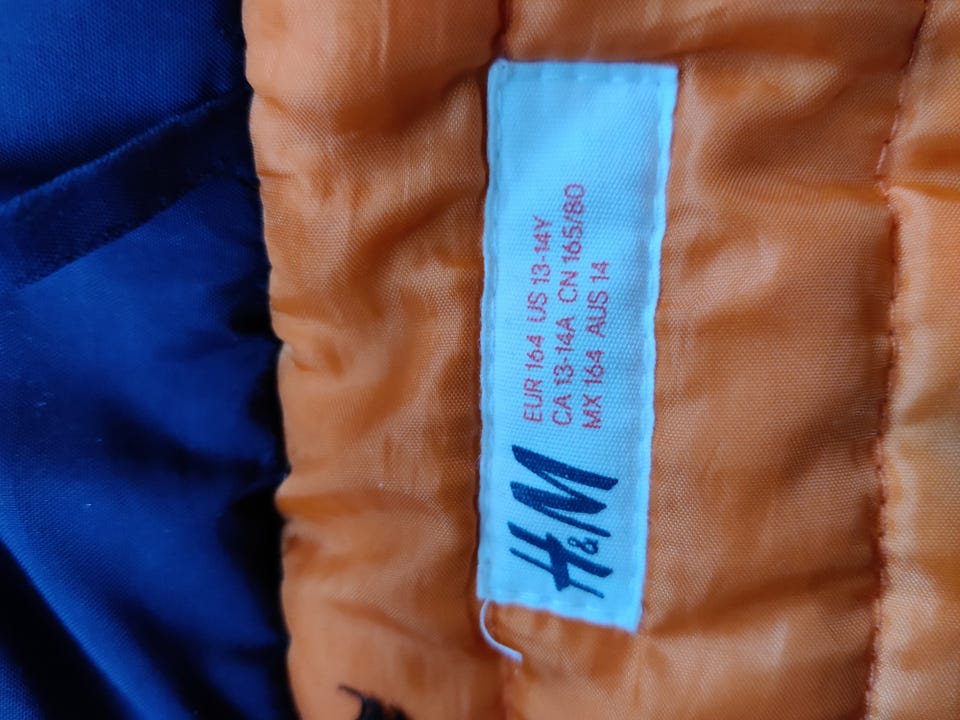 H&M
EUR 164 US 13-14Y
CA 13-14A CN 165/80
MX 164 AUS 14